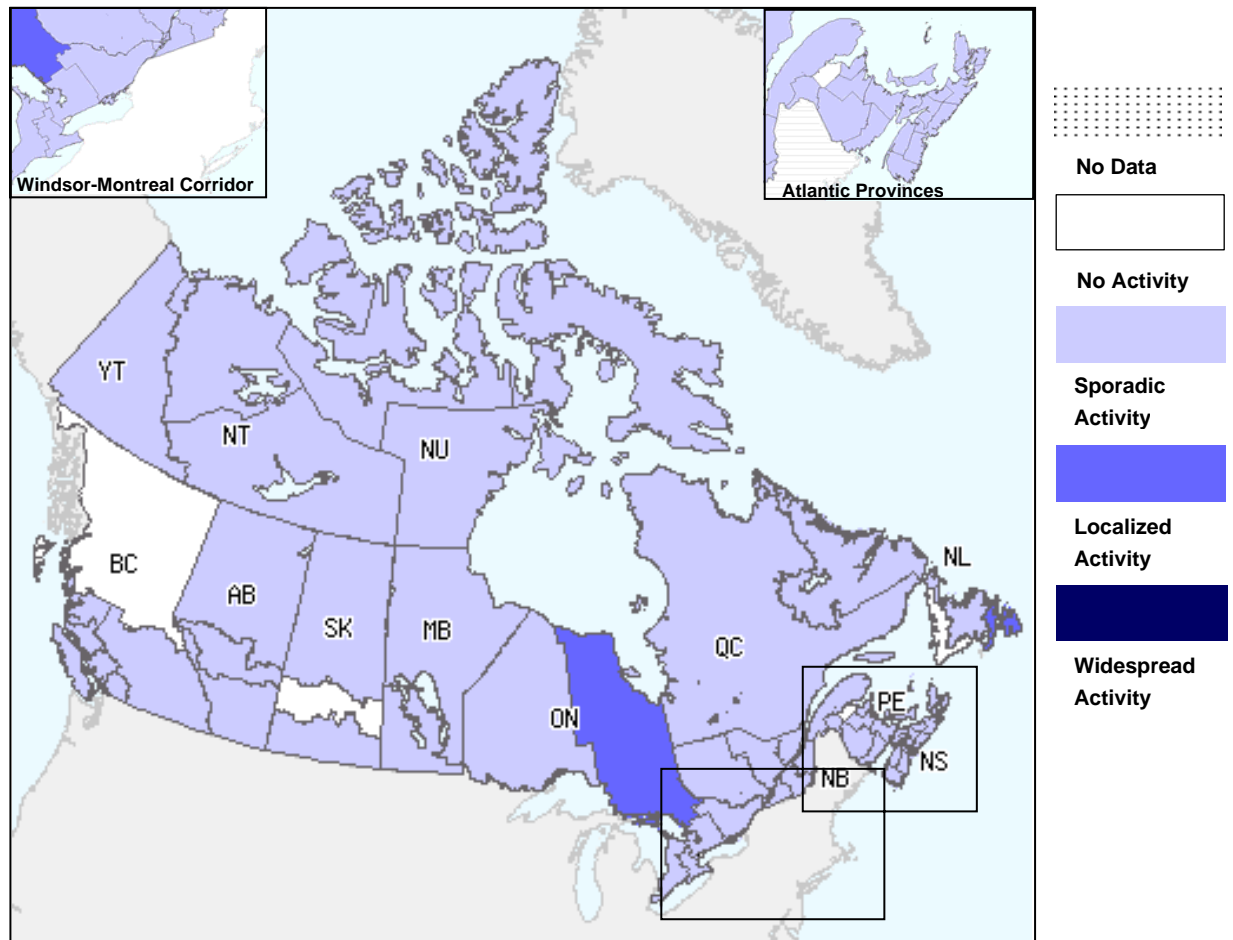 Windsor-Montreal Corridor
Atlantic Provinces
No Data
No Activity
Sporadic
Activity
Localized
Activity
Widespread
Activity
YT
NT
NU
BC
AB
SK
MB
ON
QC
NL
PE
NB
NS